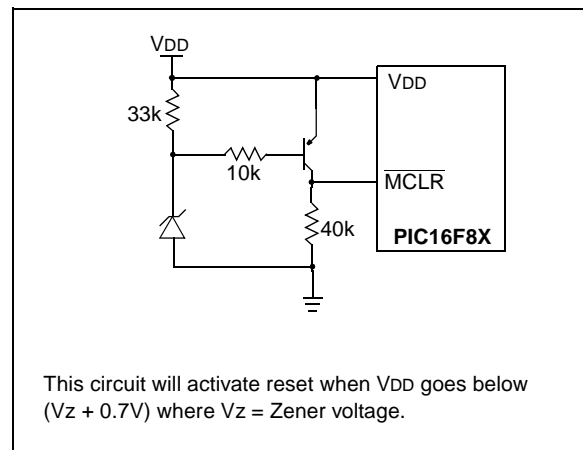 VDD
VDD
33k
10k
MCLR
40k
PIC16F8X
This circuit will activate reset when VDD goes below
(Vz + 0.7V) where Vz = Zener voltage.